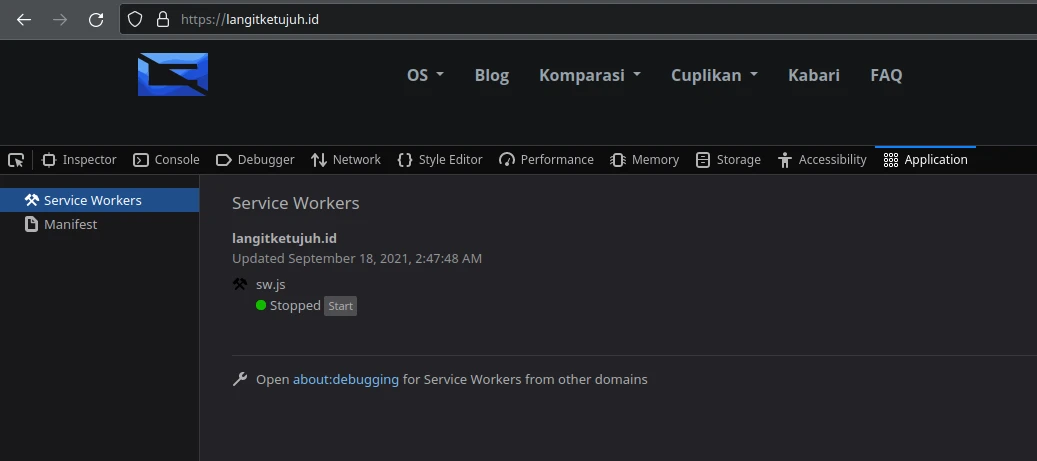 https://langitketujuh.id
OS Blog Komparasi Cuplikan Kabari FAQ
Inspector Console Debugger Network Style Editor Performance Memory Storage Accessibility Application
Service Workers
Manifest
Service Workers
langitketujuh.id
Updated September 18, 2021, 2:47:48 AM
sw.js
Stopped Start
Open about:debugging for Service Workers from other domains